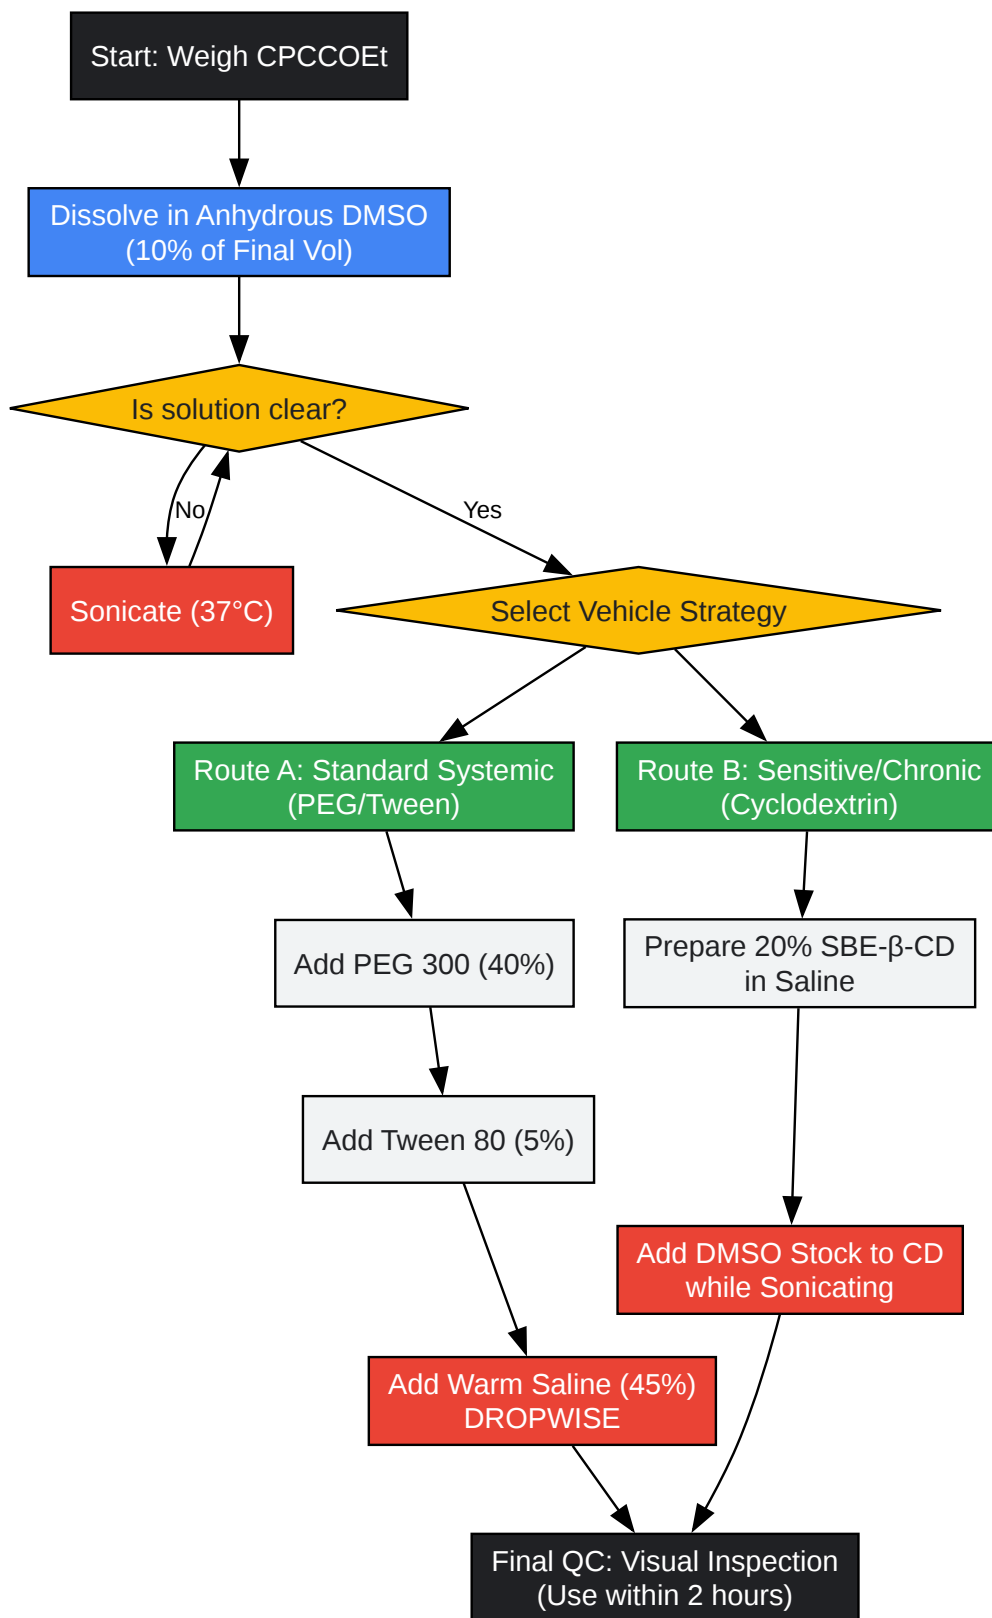 Start: Weigh CPCCOEt
Dissolve in Anhydrous DMSO
(10% of Final Vol)
Is solution clear?
No
Yes
Sonicate (37°C)
Select Vehicle Strategy
Route A: Standard Systemic
(PEG/Tween)
Route B: Sensitive/Chronic
(Cyclodextrin)
Add PEG 300 (40%)
Prepare 20% SBE-β-CD
in Saline
Add Tween 80 (5%)
Add DMSO Stock to CD
while Sonicating
Add Warm Saline (45%)
DROPWISE
Final QC: Visual Inspection
(Use within 2 hours)